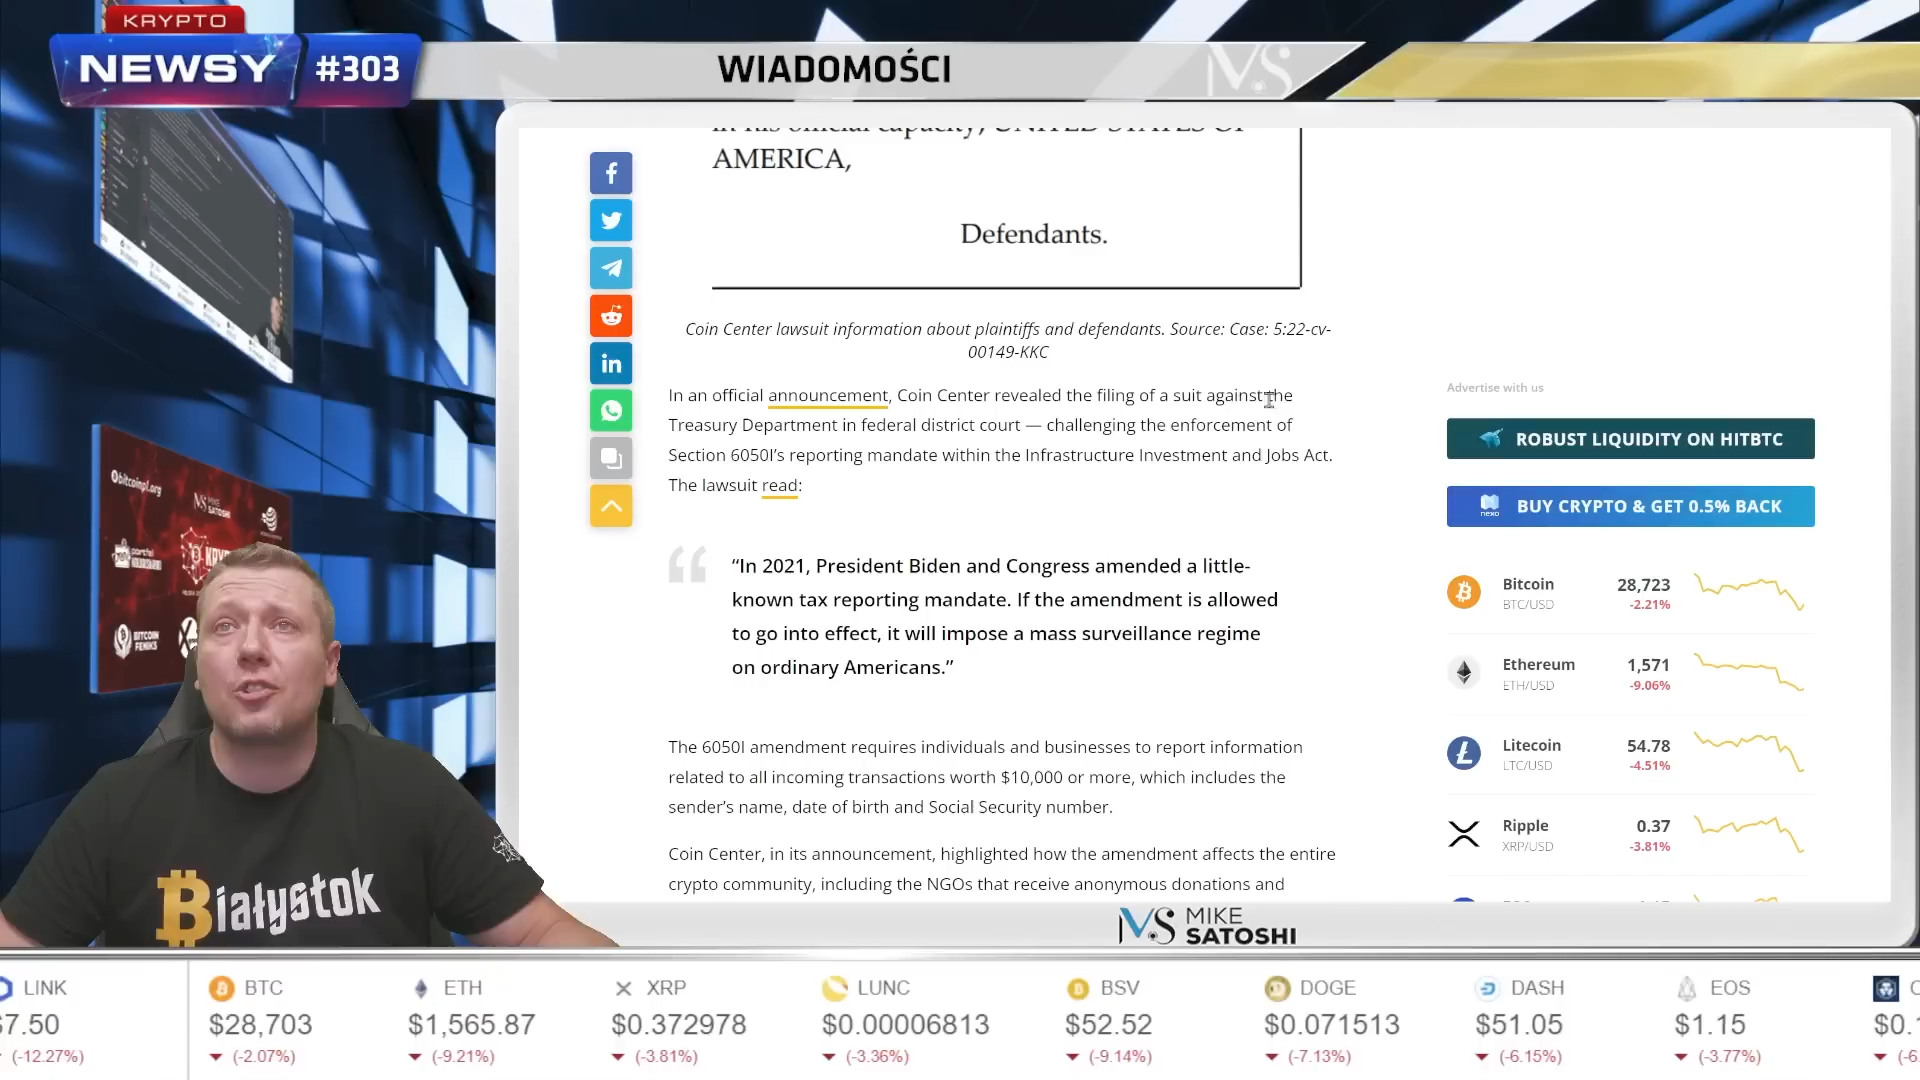 KRYPTO
NEWSY #303
WIADOMOŚCI
AMERICA,
Defendants.
Coin Center lawsuit information about plaintiffs and defendants. Source: Case: 5:22-cv-
00149-KKC
In an official announcement, Coin Center revealed the filing of a suit against the
Treasury Department in federal district court — challenging the enforcement of
Section 6050I’s reporting mandate within the Infrastructure Investment and Jobs Act.
The lawsuit read:
“In 2021, President Biden and Congress amended a little-
known tax reporting mandate. If the amendment is allowed
to go into effect, it will impose a mass surveillance regime
on ordinary Americans.”
The 6050I amendment requires individuals and businesses to report information
related to all incoming transactions worth $10,000 or more, which includes the
sender’s name, date of birth and Social Security number.
Coin Center, in its announcement, highlighted how the amendment affects the entire
crypto community, including the NGOs that receive anonymous donations and
Advertise with us
ROBUST LIQUIDITY ON HITBTC
nexo BUY CRYPTO & GET 0.5% BACK
Bitcoin 28,723
BTC/USD -2.21%
Ethereum 1,571
ETH/USD -9.06%
Litecoin 54.78
LTC/USD -4.51%
Ripple 0.37
XRP/USD -3.81%
bitcoinpl.org
MIKE
SATOSHI
BITCOIN
FENIKS
Białystok
MS MIKE
SATOSHI
LINK BTC ETH XRP LUNC BSV DOGE DASH EOS
$7.50 $28,703 $1,565.87 $0.372978 $0.00006813 $52.52 $0.071513 $51.05 $1.15
(-12.27%) (-2.07%) (-9.21%) (-3.81%) (-3.36%) (-9.14%) (-7.13%) (-6.15%) (-3.77%)